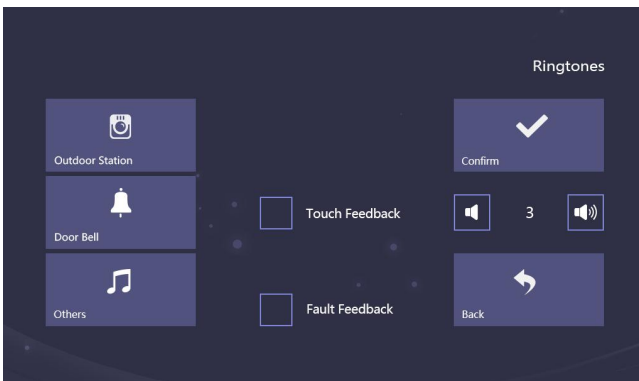 Ringtones
Outdoor Station
Confirm
Door Bell
Touch Feedback
3
Others
Fault Feedback
Back